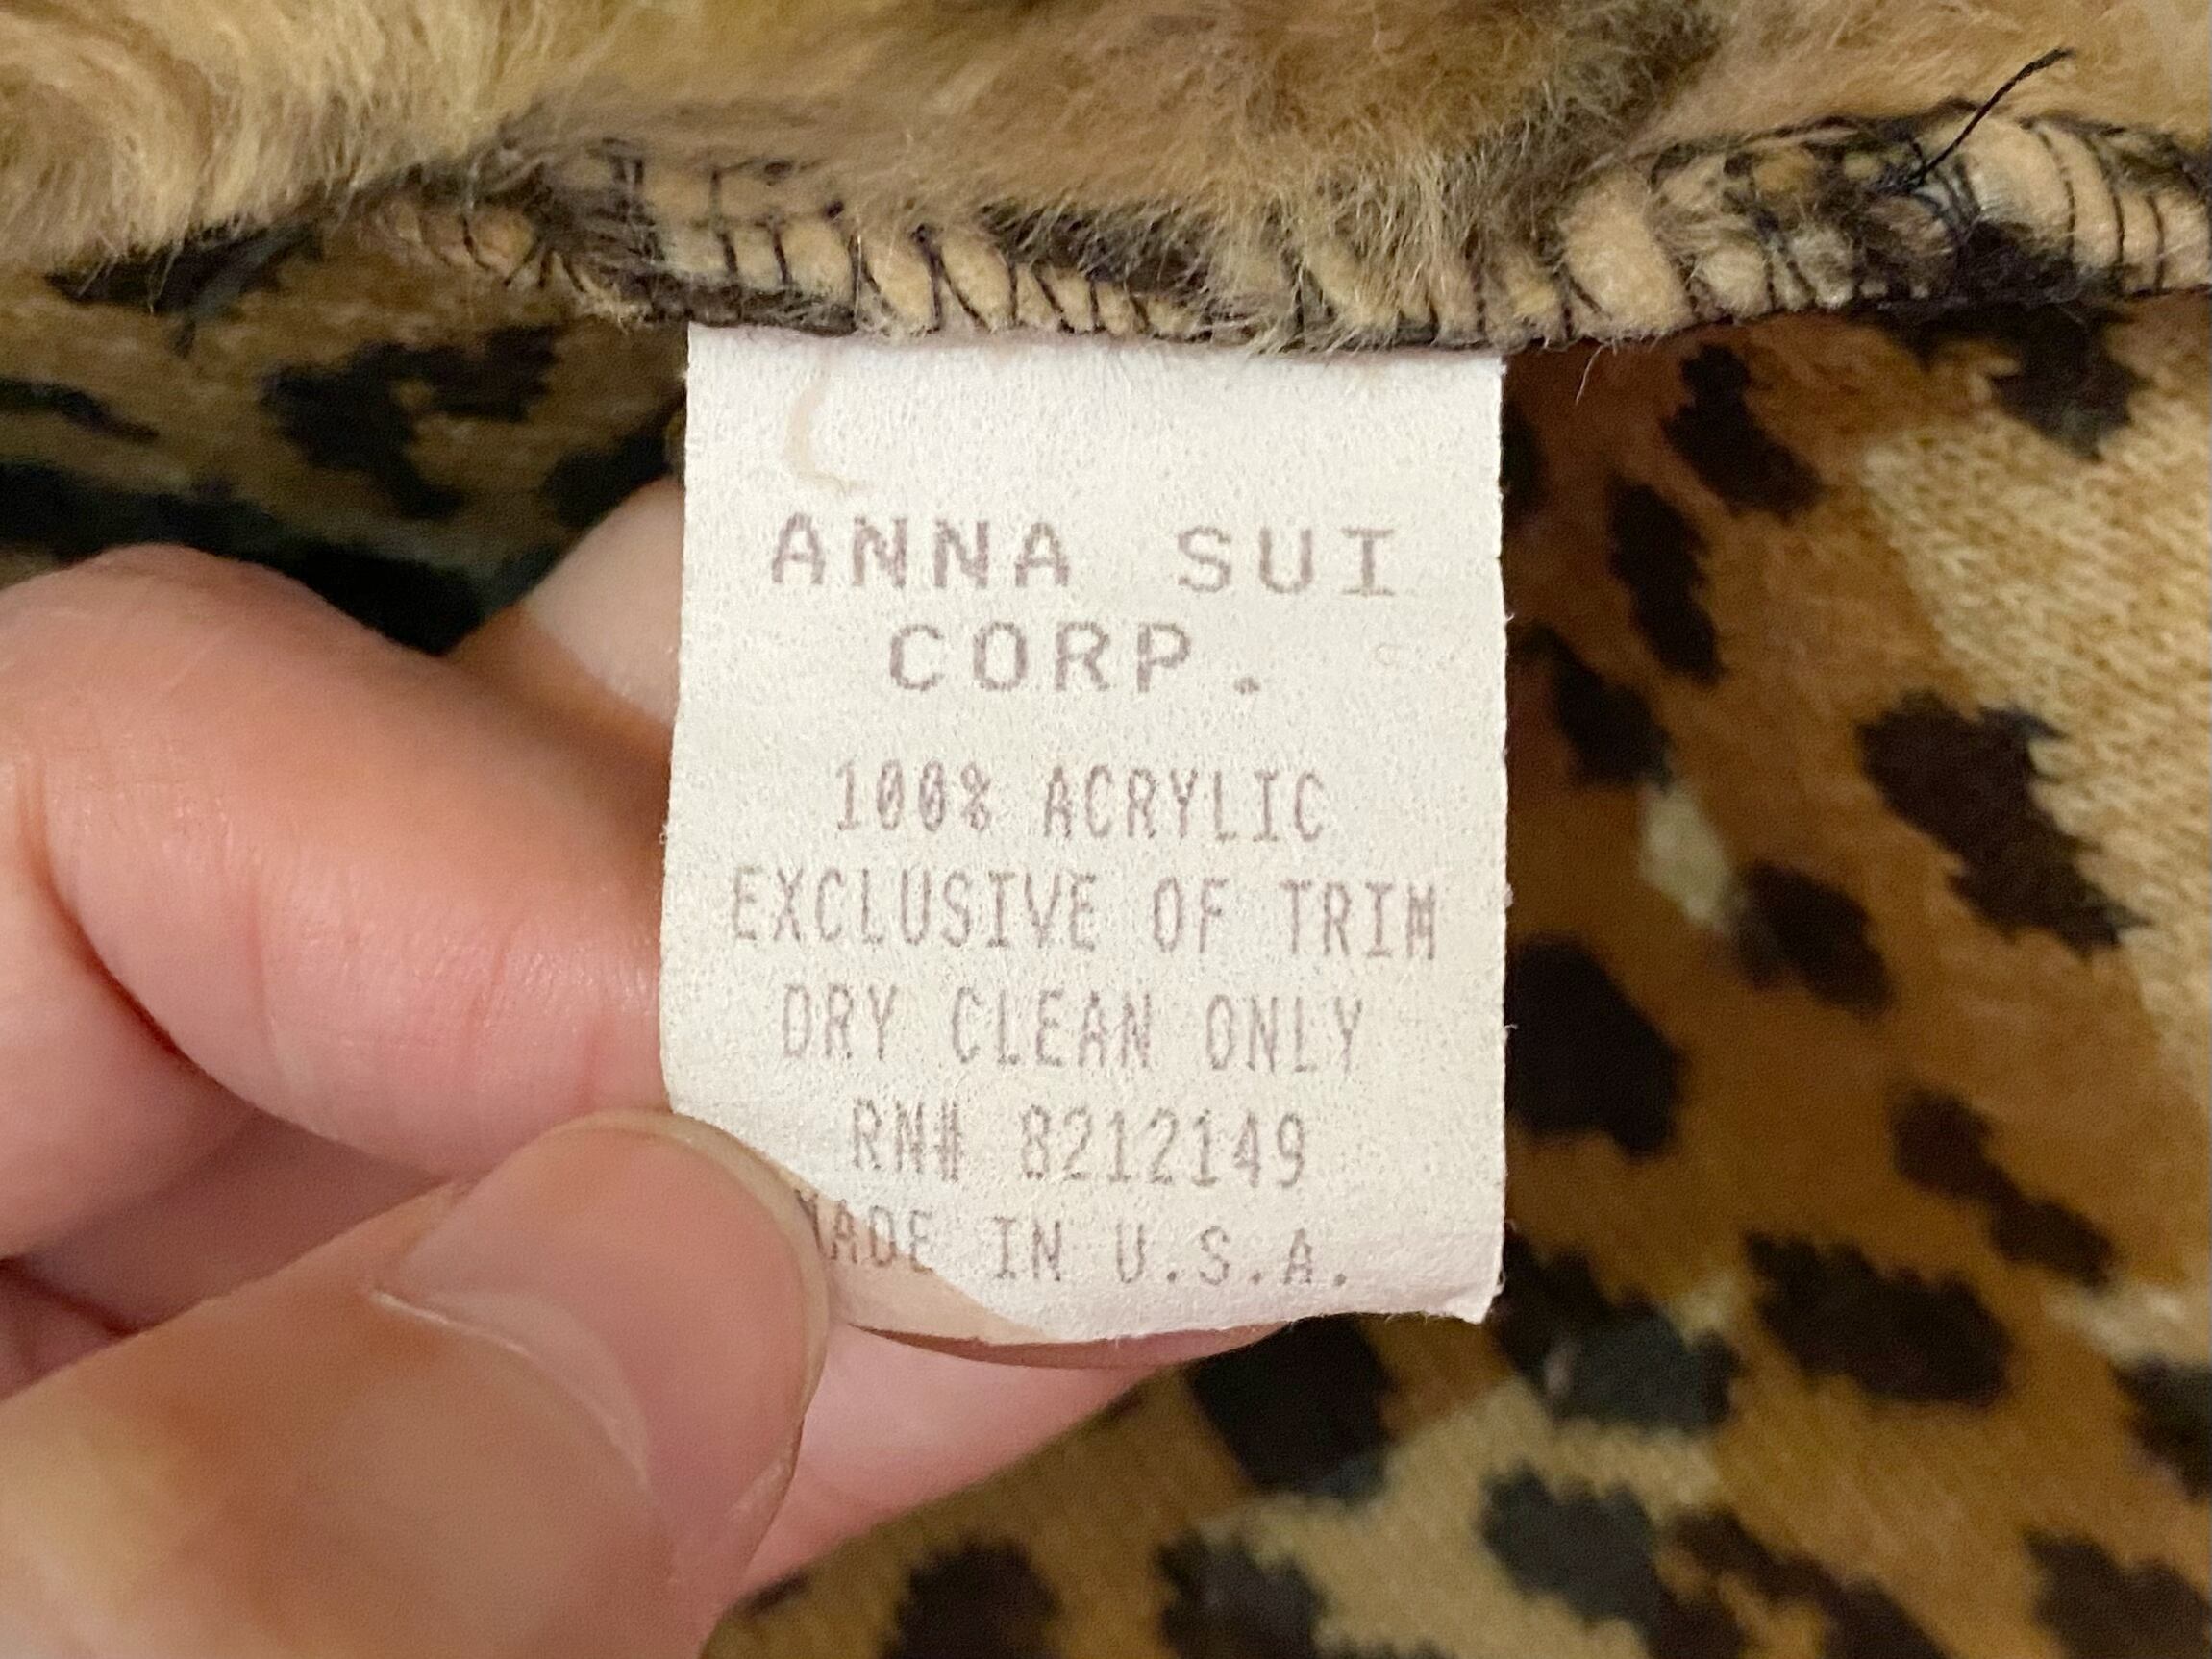 ANNA SUI
CORP.
100% ACRYLIC
EXCLUSIVE OF TRIM
DRY CLEAN ONLY
RN# 8212149
MADE IN U.S.A.